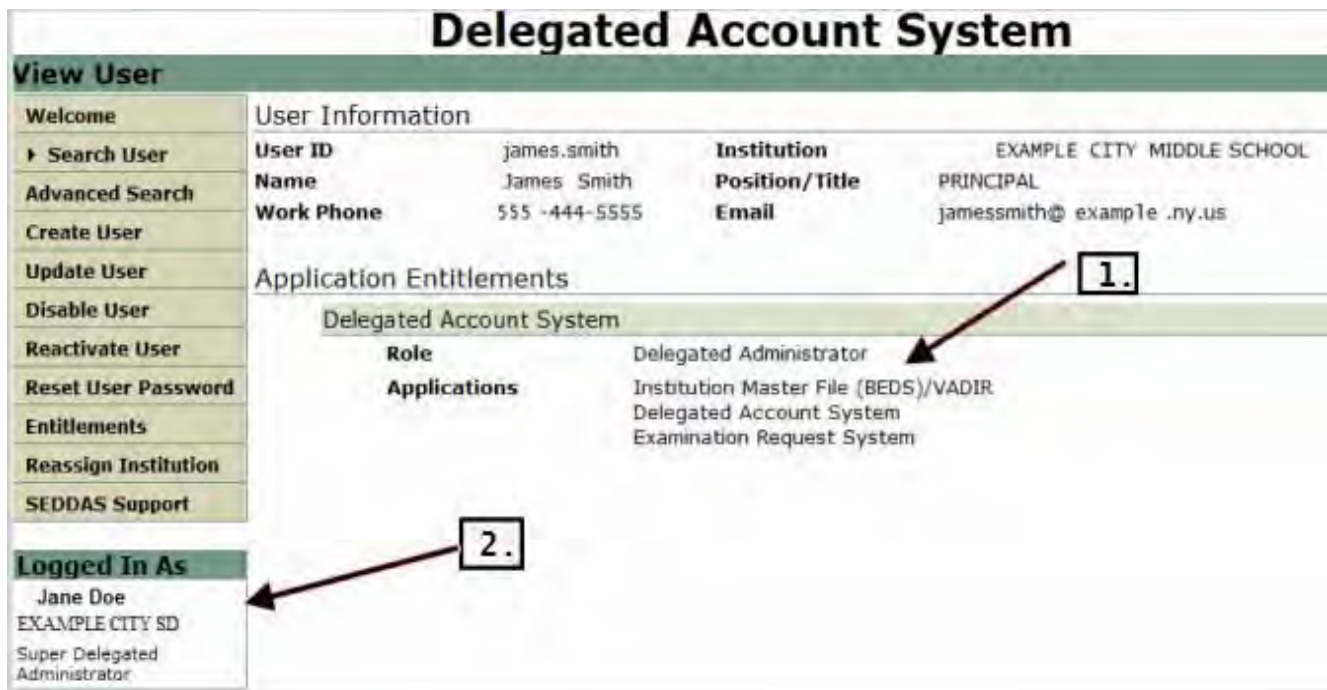 Delegated Account System
View User
Welcome
Search User
Advanced Search
Create User
Update User
Disable User
Reactivate User
Reset User Password
Entitlements
Reassign Institution
SEDDAS Support
Logged In As
Jane Doe
EXAMPLE CITY SD
Super Delegated
Administrator
User Information
User ID james.smith Institution EXAMPLE CITY MIDDLE SCHOOL
Name James Smith Position/Title PRINCIPAL
Work Phone 555 -444-5555 Email jamessmith@ example .ny.us
1.
Application Entitlements
Delegated Account System
Role Delegated Administrator
Applications Institution Master File (BEDS)/VADIR
Delegated Account System
Examination Request System
2.